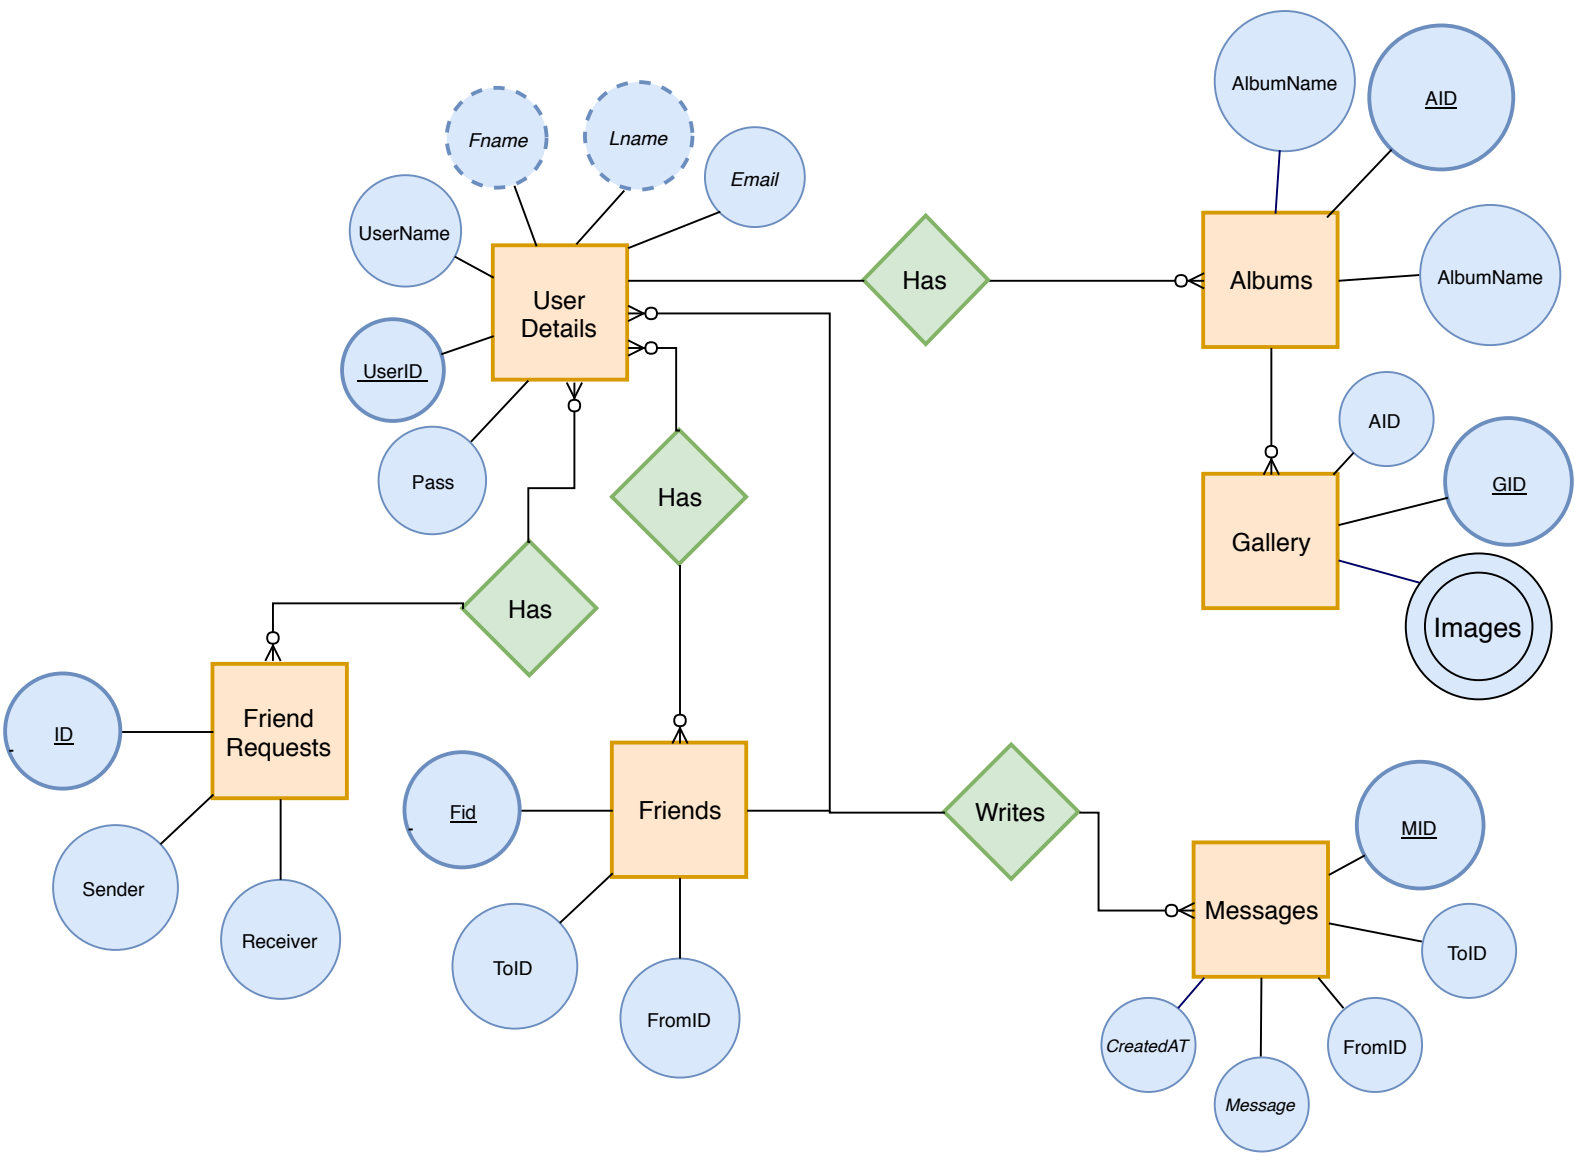 AlbumName
AID
Fname
Lname
Email
UserName
User
Details
Has
Albums
AlbumName
UserID
Pass
Has
AID
GID
Gallery
Images
Has
Friend
Requests
ID
Sender
Receiver
Fid
Friends
ToID
FromID
Writes
MID
Messages
ToID
CreatedAT
FromID
Message